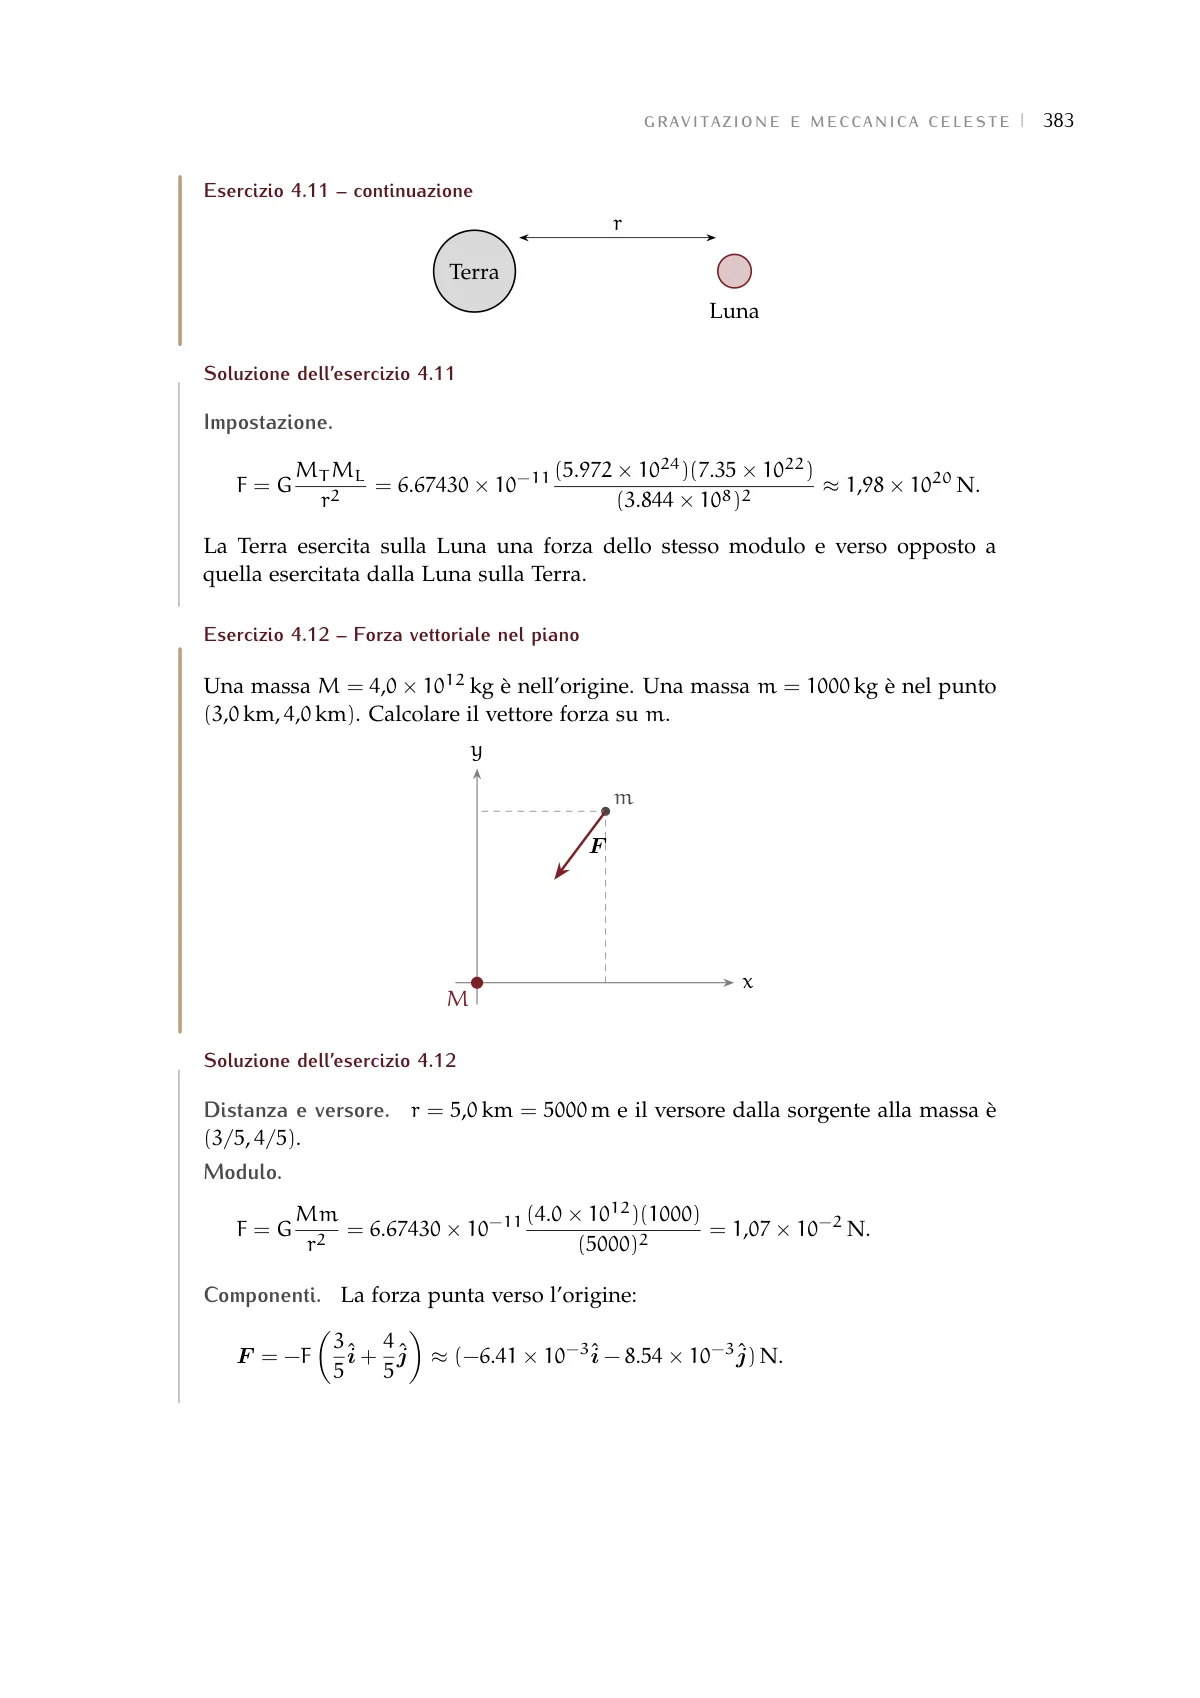 GRAVITAZIONE E MECCANICA CELESTE | 383
Esercizio 4.11 – continuazione
r
Terra
Luna
Soluzione dell'esercizio 4.11
Impostazione.
F = G \frac{M_T M_L}{r^2} = 6.67430 × 10^{−11} \frac{(5.972 × 10^{24})(7.35 × 10^{22})}{(3.844 × 10^8)^2} ≈ 1,98 × 10^{20} N.
La Terra esercita sulla Luna una forza dello stesso modulo e verso opposto a
quella esercitata dalla Luna sulla Terra.
Esercizio 4.12 – Forza vettoriale nel piano
Una massa M = 4,0 × 10^{12} kg è nell'origine. Una massa m = 1000 kg è nel punto
(3,0 km, 4,0 km). Calcolare il vettore forza su m.
y
m
F
x
M
Soluzione dell'esercizio 4.12
Distanza e versore. r = 5,0 km = 5000 m e il versore dalla sorgente alla massa è
(3/5, 4/5).
Modulo.
F = G \frac{Mm}{r^2} = 6.67430 × 10^{−11} \frac{(4.0 × 10^{12})(1000)}{(5000)^2} = 1,07 × 10^{−2} N.
Componenti. La forza punta verso l'origine:
F = −F (\frac{3}{5} î + \frac{4}{5} ĵ) ≈ (−6.41 × 10^{−3} î − 8.54 × 10^{−3} ĵ) N.